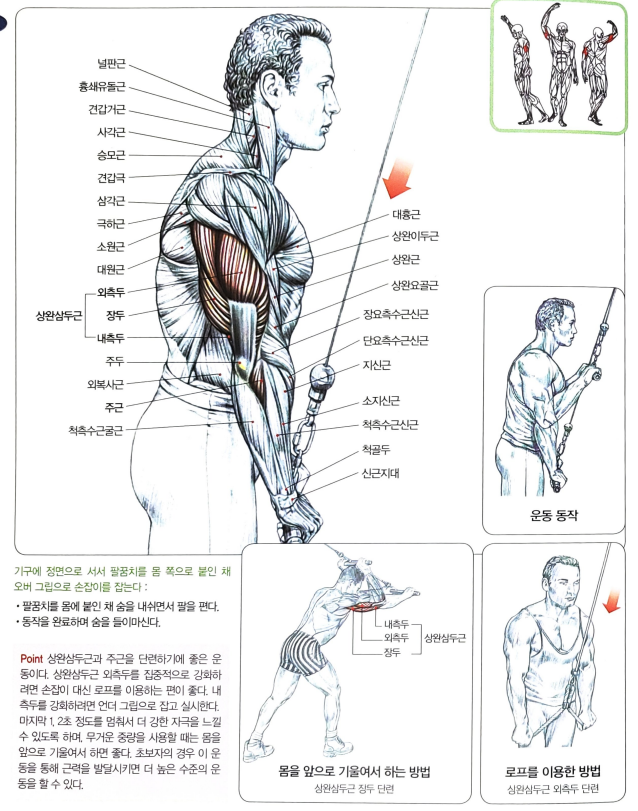 널판근
흉쇄유돌근
견갑거근
사각근
승모근
견갑극
삼각근
극하근
소원근
대원근
외측두
상완삼두근
장두
내측두
주두
외복사근
주근
척측수근굴근
대흉근
상완이두근
상완근
상완요골근
장요측수근신근
단요측수근신근
지신근
소지신근
척측수근신근
척골두
신근지대
운동 동작
기구에 정면으로 서서 팔꿈치를 몸 쪽으로 붙인 채
오버 그립으로 손잡이를 잡는다 :
• 팔꿈치를 몸에 붙인 채 숨을 내쉬면서 팔을 편다.
• 동작을 완료하며 숨을 들이마신다.
Point 상완삼두근과 주근을 단련하기에 좋은 운
동이다. 상완삼두근 외측두를 집중적으로 강화하
려면 손잡이 대신 로프를 이용하는 편이 좋다. 내
측두를 강화하려면 언더 그립으로 잡고 실시한다.
마지막 1, 2초 정도를 멈춰서 더 강한 자극을 느낄
수 있도록 하며, 무거운 중량을 사용할 때는 몸을
앞으로 기울여서 하면 좋다. 초보자의 경우 이 운
동을 통해 근력을 발달시키면 더 높은 수준의 운
동을 할 수 있다.
내측두
외측두
장두
상완삼두근
몸을 앞으로 기울여서 하는 방법
상완삼두근 장두 단련
로프를 이용한 방법
상완삼두근 외측두 단련